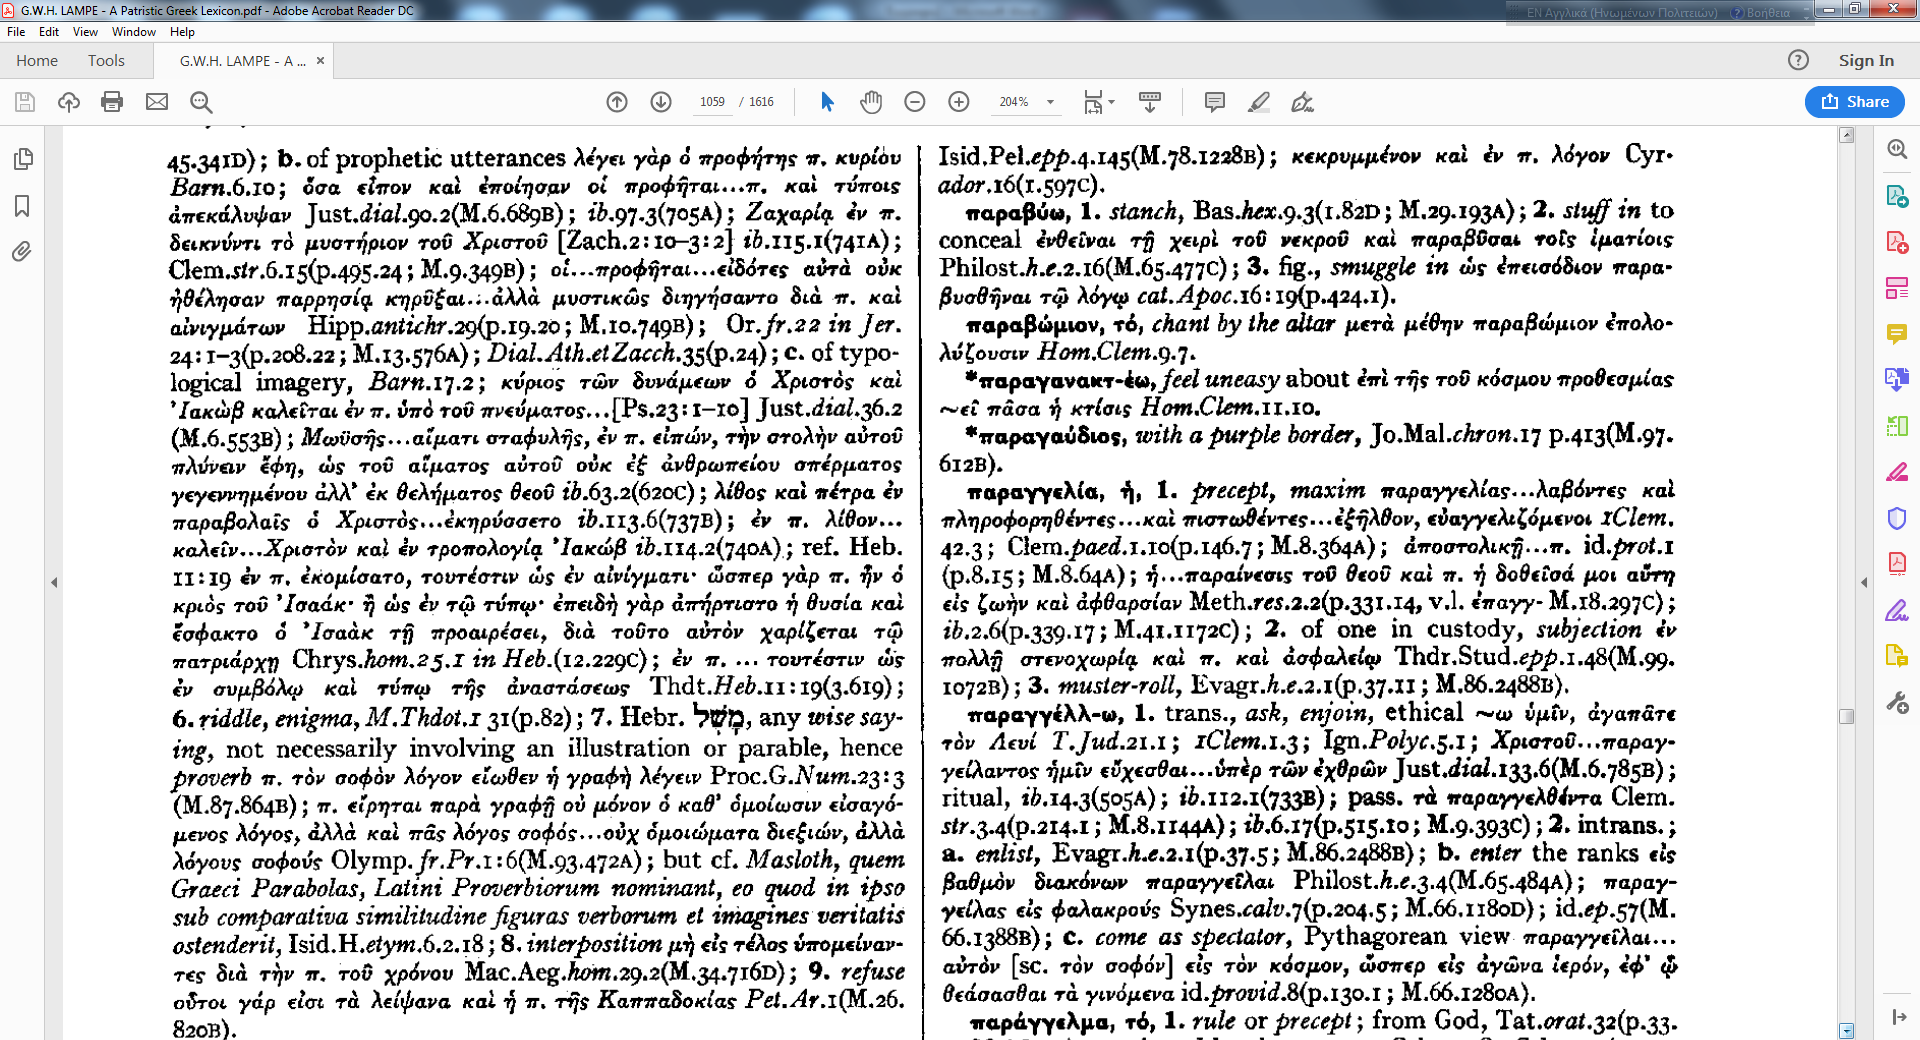 G.W.H. LAMPE - A Patristic Greek Lexicon.pdf - Adobe Acrobat Reader DC
EN Αγγλικά (Ηνωμένων Πολιτειών) Βοήθεια
File Edit View Window Help
Home Tools G.W.H. LAMPE - A ... × Sign In
1059 / 1616 204% Share
45.341D); b. of prophetic utterances λέγει γὰρ ὁ προφήτης π. κυρίου
Barn.6.10; ὅσα εἶπον καὶ ἐποίησαν οἱ προφῆται...π. καὶ τύποις
ἀπεκάλυψαν Just.dial.90.2(M.6.689B); ib.97.3(705A); Ζαχαρίᾳ ἐν π.
δεικνύντι τὸ μυστήριον τοῦ Χριστοῦ [Zach.2:10–3:2] ib.115.1(741A);
Clem.str.6.15(p.495.24; M.9.349B); οἱ...προφῆται...εἰδότες αὐτὰ οὐκ
ἠθέλησαν παρρησίᾳ κηρῦξαι...ἀλλὰ μυστικῶς διηγήσαντο διὰ π. καὶ
αἰνιγμάτων Hipp.antichr.29(p.19.20; M.10.749B); Or.fr.22 in Jer.
24:1–3(p.208.22; M.13.576A); Dial.Ath.et Zacch.35(p.24); c. of typo-
logical imagery, Barn.17.2; κύριος τῶν δυνάμεων ὁ Χριστὸς καὶ
Ἰακὼβ καλεῖται ἐν π. ὑπὸ τοῦ πνεύματος...[Ps.23:1–10] Just.dial.36.2
(M.6.553B); Μωϋσῆς...αἵματι σταφυλῆς, ἐν π. εἰπών, τὴν στολὴν αὐτοῦ
πλύνειν ἔφη, ὡς τοῦ αἵματος αὐτοῦ οὐκ ἐξ ἀνθρωπείου σπέρματος
γεγεννημένου ἀλλ' ἐκ θελήματος θεοῦ ib.63.2(620C); λίθος καὶ πέτρα ἐν
παραβολαῖς ὁ Χριστὸς...ἐκηρύσσετο ib.113.6(737B); ἐν π. λίθον...
καλεῖν...Χριστὸν καὶ ἐν τροπολογίᾳ Ἰακώβ ib.114.2(740A); ref. Heb.
11:19 ἐν π. ἐκομίσατο, τουτέστιν ὡς ἐν αἰνίγματι· ὥσπερ γὰρ π. ἦν ὁ
κριὸς τοῦ Ἰσαάκ· ἢ ὡς ἐν τῷ τύπῳ· ἐπειδὴ γὰρ ἀπήρτιστο ἡ θυσία καὶ
ἔσφακτο ὁ Ἰσαὰκ τῇ προαιρέσει, διὰ τοῦτο αὐτὸν χαρίζεται τῷ
πατριάρχῃ Chrys.hom.25.1 in Heb.(12.229C); ἐν π. ... τουτέστιν ὡς
ἐν συμβόλῳ καὶ τύπῳ τῆς ἀναστάσεως Thdt.Heb.11:19(3.619);
6. riddle, enigma, M.Thdot.1 31(p.82); 7. Hebr. מָשָׁל, any wise say-
ing, not necessarily involving an illustration or parable, hence
proverb π. τὸν σοφὸν λόγον εἴωθεν ἡ γραφὴ λέγειν Proc.G.Num.23:3
(M.87.864B); π. εἴρηται παρὰ γραφῇ οὐ μόνον ὁ καθ' ὁμοίωσιν εἰσαγό-
μενος λόγος, ἀλλὰ καὶ πᾶς λόγος σοφός...οὐχ ὁμοιώματα διεξιών, ἀλλὰ
λόγους σοφούς Olymp.fr.Pr.1:6(M.93.472A); but cf. Masloth, quem
Graeci Parabolas, Latini Proverbiorum nominant, eo quod in ipso
sub comparativa similitudine figuras verborum et imagines veritatis
ostenderit, Isid.H.etym.6.2.18; 8. interposition μὴ εἰς τέλος ὑπομείναν-
τες διὰ τὴν π. τοῦ χρόνου Mac.Aeg.hom.29.2(M.34.716D); 9. refuse
οὗτοι γάρ εἰσι τὰ λείψανα καὶ ἡ π. τῆς Καππαδοκίας Pet.Ar.1(M.26.
820B).
Isid.Pel.epp.4.145(M.78.1228B); κεκρυμμένον καὶ ἐν π. λόγον Cyr.
ador.16(1.597C).
παραβύω, 1. stanch, Bas.hex.9.3(1.82D; M.29.193A); 2. stuff in to
conceal ἐνθεῖναι τῇ χειρὶ τοῦ νεκροῦ καὶ παραβῦσαι τοῖς ἱματίοις
Philost.h.e.2.16(M.65.477C); 3. fig., smuggle in ὡς ἐπεισόδιον παρα-
βυσθῆναι τῷ λόγῳ cat.Apoc.16:19(p.424.1).
παραβώμιον, τό, chant by the altar μετὰ μέθην παραβώμιον ἐπολο-
λύζουσιν Hom.Clem.9.7.
*παραγανακτ-έω, feel uneasy about ἐπὶ τῆς τοῦ κόσμου προθεσμίας
~εῖ πᾶσα ἡ κτίσις Hom.Clem.11.10.
*παραγαύδιος, with a purple border, Jo.Mal.chron.17 p.413(M.97.
612B).
παραγγελία, ἡ, 1. precept, maxim παραγγελίας...λαβόντες καὶ
πληροφορηθέντες...καὶ πιστωθέντες...ἐξῆλθον, εὐαγγελιζόμενοι 1Clem.
42.3; Clem.paed.1.10(p.146.7; M.8.364A); ἀποστολικῇ...π. id.prot.1
(p.8.15; M.8.64A); ἡ...παραίνεσις τοῦ θεοῦ καὶ π. ἡ δοθεῖσά μοι αὕτη
εἰς ζωὴν καὶ ἀφθαρσίαν Meth.res.2.2(p.331.14, v.l. ἐπαγγ- M.18.297C);
ib.2.6(p.339.17; M.41.1172C); 2. of one in custody, subjection ἐν
πολλῇ στενοχωρίᾳ καὶ π. καὶ ἀσφαλείᾳ Thdr.Stud.epp.1.48(M.99.
1072B); 3. muster-roll, Evagr.h.e.2.1(p.37.11; M.86.2488B).
παραγγέλλ-ω, 1. trans., ask, enjoin, ethical ~ω ὑμῖν, ἀγαπᾶτε
τὸν Λευί T.Jud.21.1; 1Clem.1.3; Ign.Polyc.5.1; Χριστοῦ...παραγ-
γείλαντος ἡμῖν εὔχεσθαι...ὑπὲρ τῶν ἐχθρῶν Just.dial.133.6(M.6.785B);
ritual, ib.14.3(505A); ib.112.1(733B); pass. τὰ παραγγελθέντα Clem.
str.3.4(p.214.1; M.8.1144A); ib.6.17(p.515.10; M.9.393C); 2. intrans.;
a. enlist, Evagr.h.e.2.1(p.37.5; M.86.2488B); b. enter the ranks εἰς
βαθμὸν διακόνων παραγγεῖλαι Philost.h.e.3.4(M.65.484A); παραγ-
γείλας εἰς φαλακρούς Synes.calv.7(p.204.5; M.66.1180D); id.ep.57(M.
66.1388B); c. come as spectator, Pythagorean view παραγγεῖλαι...
αὐτὸν [sc. τὸν σοφόν] εἰς τὸν κόσμον, ὥσπερ εἰς ἀγῶνα ἱερόν, ἐφ' ᾧ
θεάσασθαι τὰ γινόμενα id.provid.8(p.130.1; M.66.1280A).
παράγγελμα, τό, 1. rule or precept; from God, Tat.orat.32(p.33.